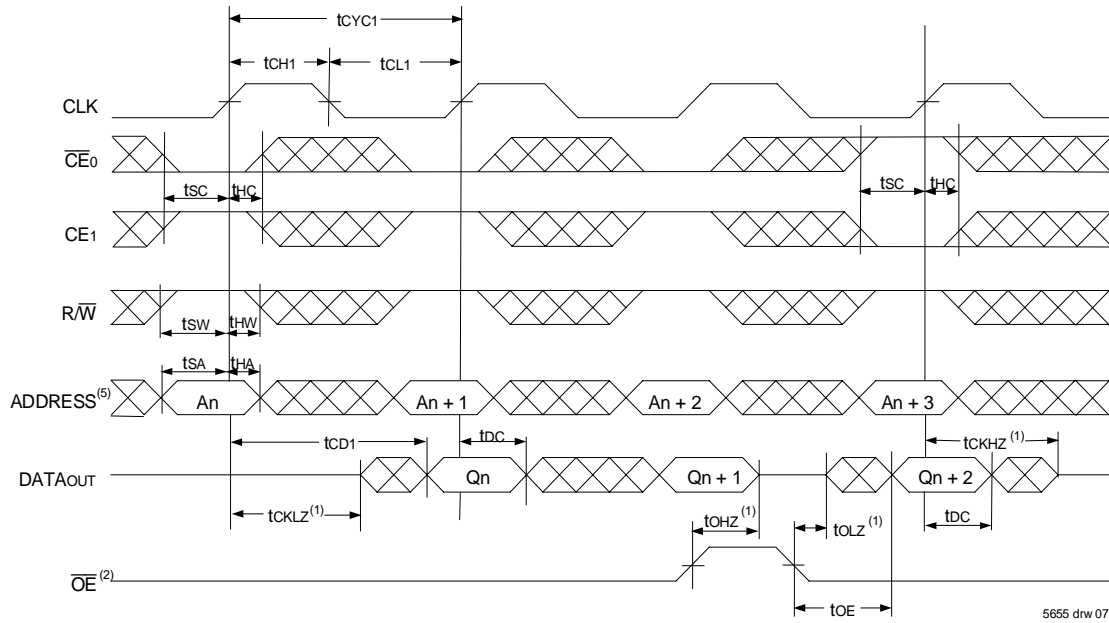 tCYC1
tCH1 tCL1
CLK
CE0
tSC tHC tSC tHC
CE1
R/W
tSW tHW
tSA tHA
ADDRESS(5) An An + 1 An + 2 An + 3
tCD1 tDC tCKHZ(1)
DATAOUT Qn Qn + 1 Qn + 2
tCKLZ(1) tOHZ(1) tOLZ(1) tDC
OE(2)
tOE
5655 drw 07